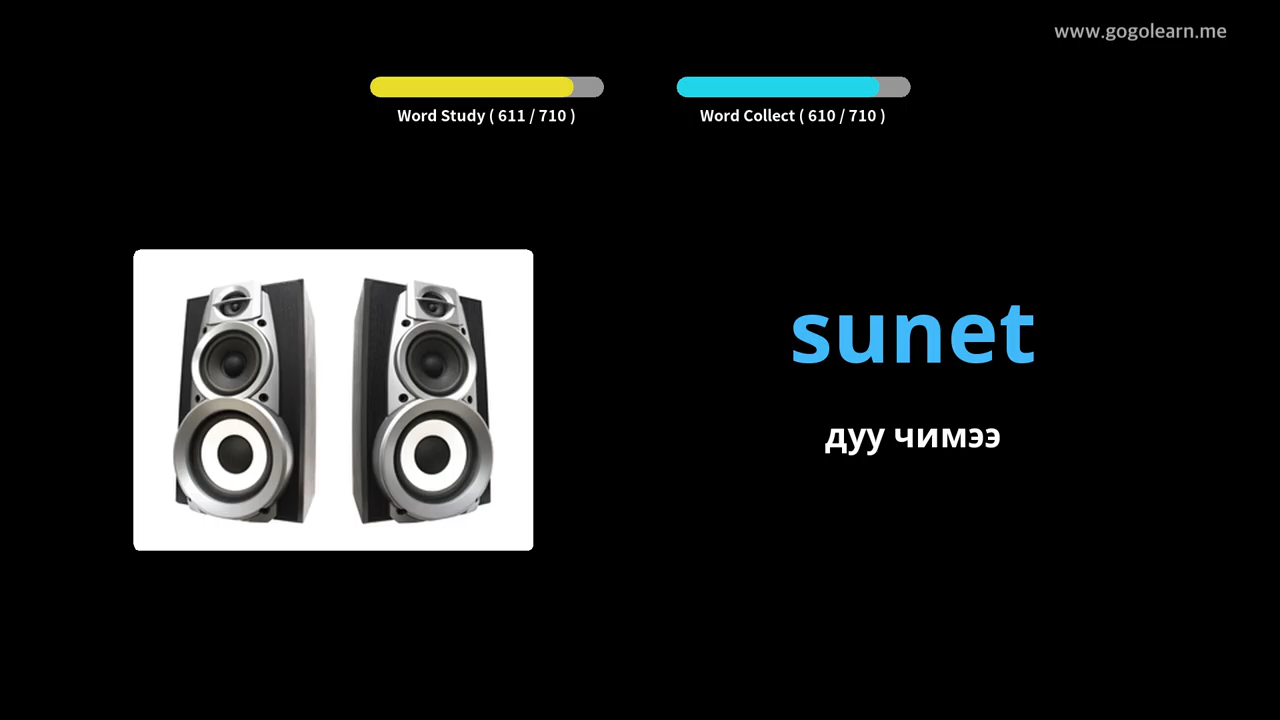 www.gogolearn.me
Word Study ( 611 / 710 )
Word Collect ( 610 / 710 )
sunet
дуу чимээ